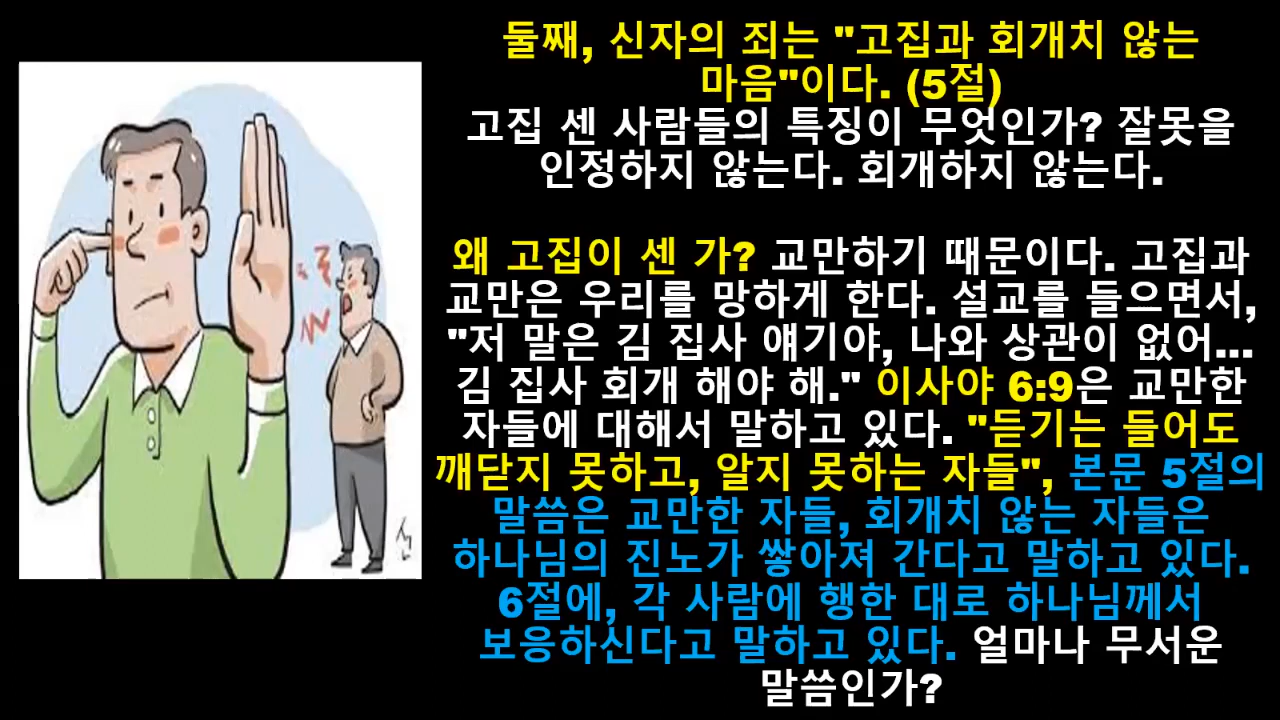 둘째, 신자의 죄는 "고집과 회개치 않는
마음"이다. (5절)
고집 센 사람들의 특징이 무엇인가? 잘못을
인정하지 않는다. 회개하지 않는다.
왜 고집이 센 가? 교만하기 때문이다. 고집과
교만은 우리를 망하게 한다. 설교를 들으면서,
"저 말은 김 집사 얘기야, 나와 상관이 없어...
김 집사 회개 해야 해." 이사야 6:9은 교만한
자들에 대해서 말하고 있다. "듣기는 들어도
깨닫지 못하고, 알지 못하는 자들", 본문 5절의
말씀은 교만한 자들, 회개치 않는 자들은
하나님의 진노가 쌓아져 간다고 말하고 있다.
6절에, 각 사람에 행한 대로 하나님께서
보응하신다고 말하고 있다. 얼마나 무서운
말씀인가?